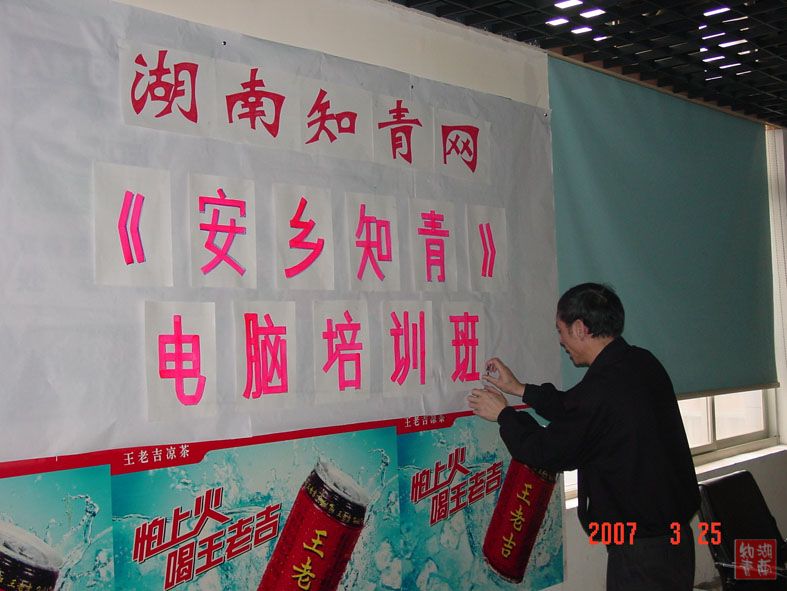 湖南知青网
《安乡知青》
电脑培训班
王老吉凉茶
怕上火
喝王老吉
王老吉
凉茶
怕上火
喝王老吉
王老吉
2007 3 25
湖南知青